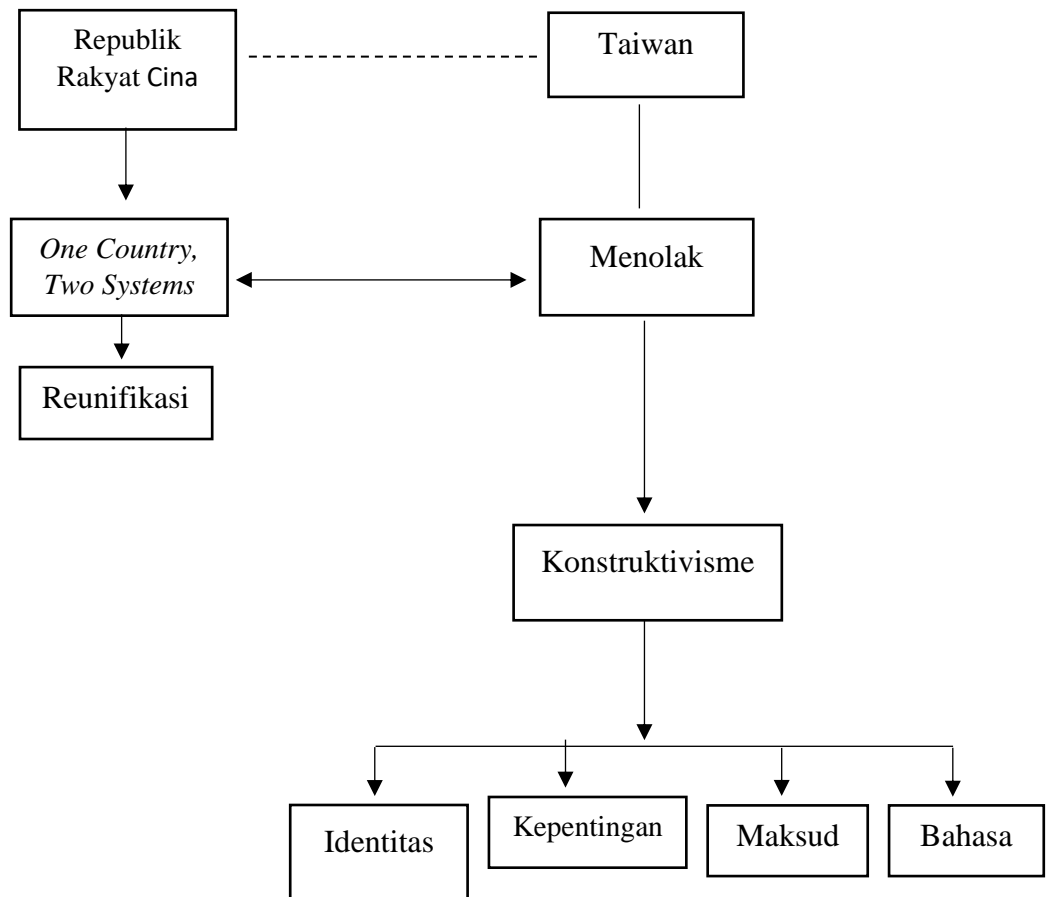 Republik
Rakyat Cina
Taiwan
One Country,
Two Systems
Menolak
Reunifikasi
Konstruktivisme
Identitas
Kepentingan
Maksud
Bahasa